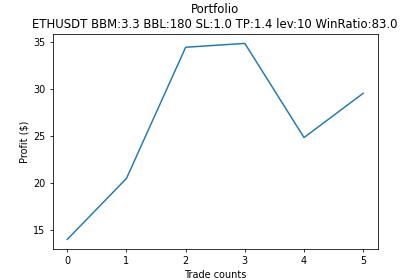 Portfolio
ETHUSDT BBM:3.3 BBL:180 SL:1.0 TP:1.4 lev:10 WinRatio:83.0
35
30
25
20
15
Profit ($)
0 1 2 3 4 5
Trade counts